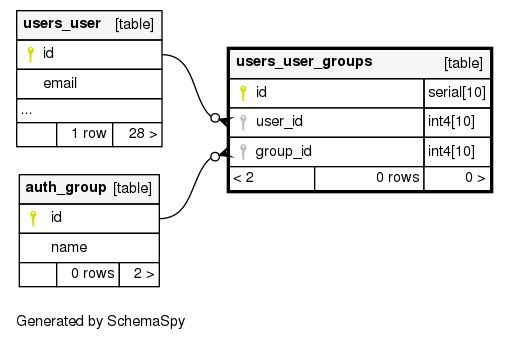 users_user [table]
id
email
...
1 row 28 >
users_user_groups [table]
id serial[10]
user_id int4[10]
group_id int4[10]
< 2 0 rows 0 >
auth_group [table]
id
name
0 rows 2 >
Generated by SchemaSpy